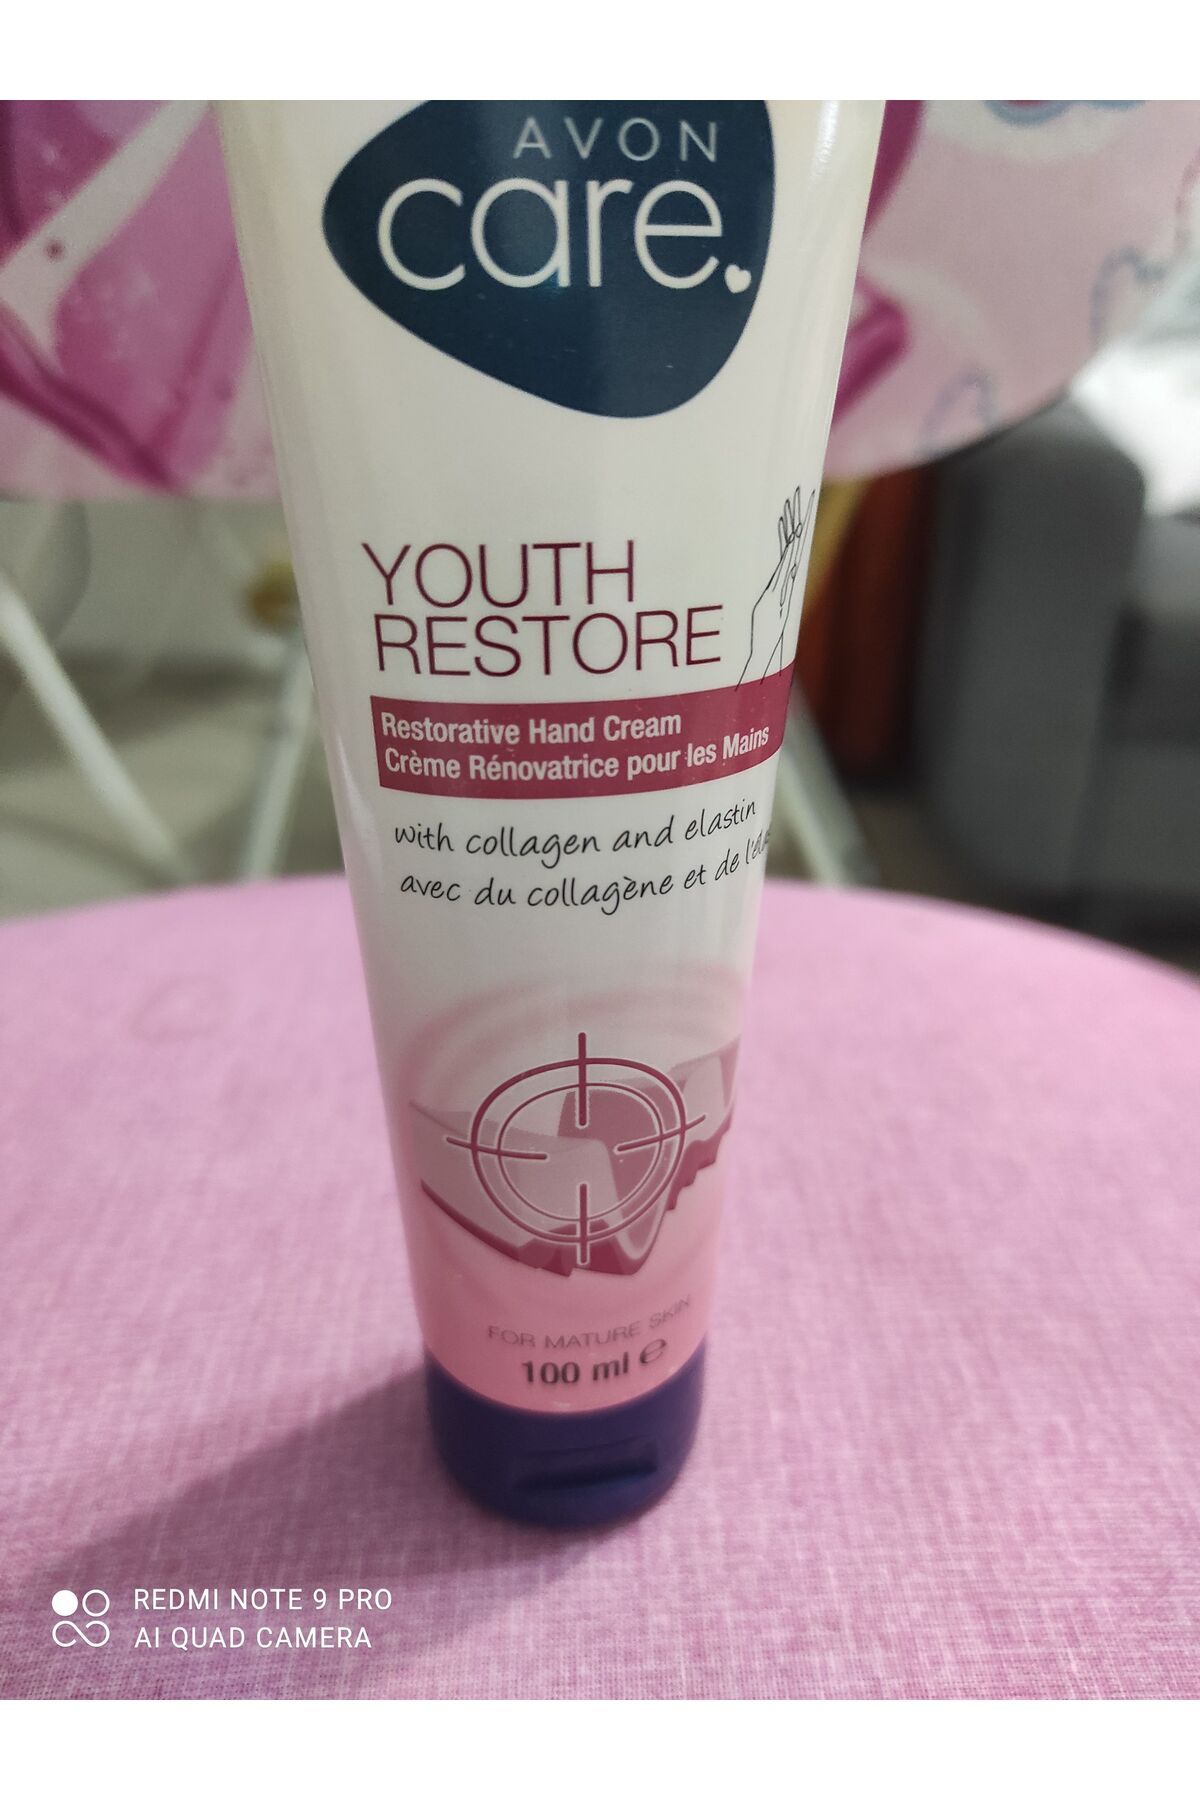 AVON
care.
YOUTH
RESTORE
Restorative Hand Cream
Crème Rénovatrice pour les Mains
with collagen and elastin
avec du collagène et de
FOR MATURE SKIN
100 ml ℮
REDMI NOTE 9 PRO
AI QUAD CAMERA